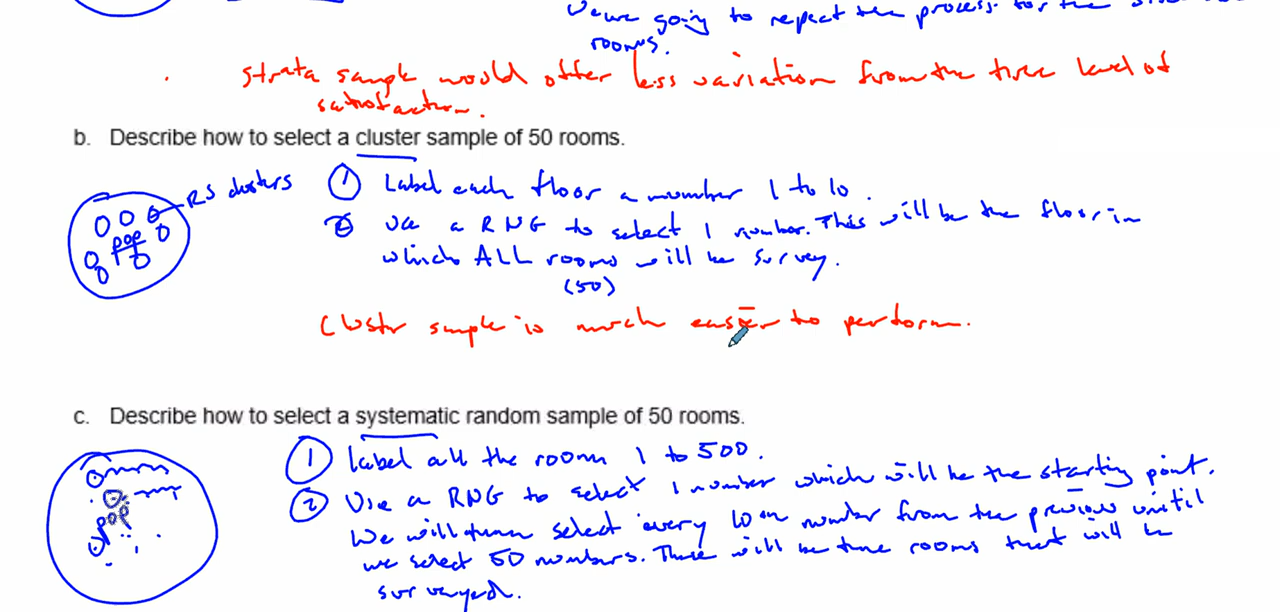 We're going to repeat the process for the other
rooms.
strata sample would offer less variation from the true level of
satisfaction.
b. Describe how to select a cluster sample of 50 rooms.
RS clusters
pop
① Label each floor a number 1 to 10.
② Use a RNG to select 1 number. This will be the floor in
which ALL rooms will be survey.
(50)
Cluster sample is much easier to perform.
c. Describe how to select a systematic random sample of 50 rooms.
pop
① Label all the room 1 to 500.
② Use a RNG to select 1 number which will be the starting point.
We will then select every 10th number from the previous until
we select 50 numbers. These will be the rooms that will be
surveyed.